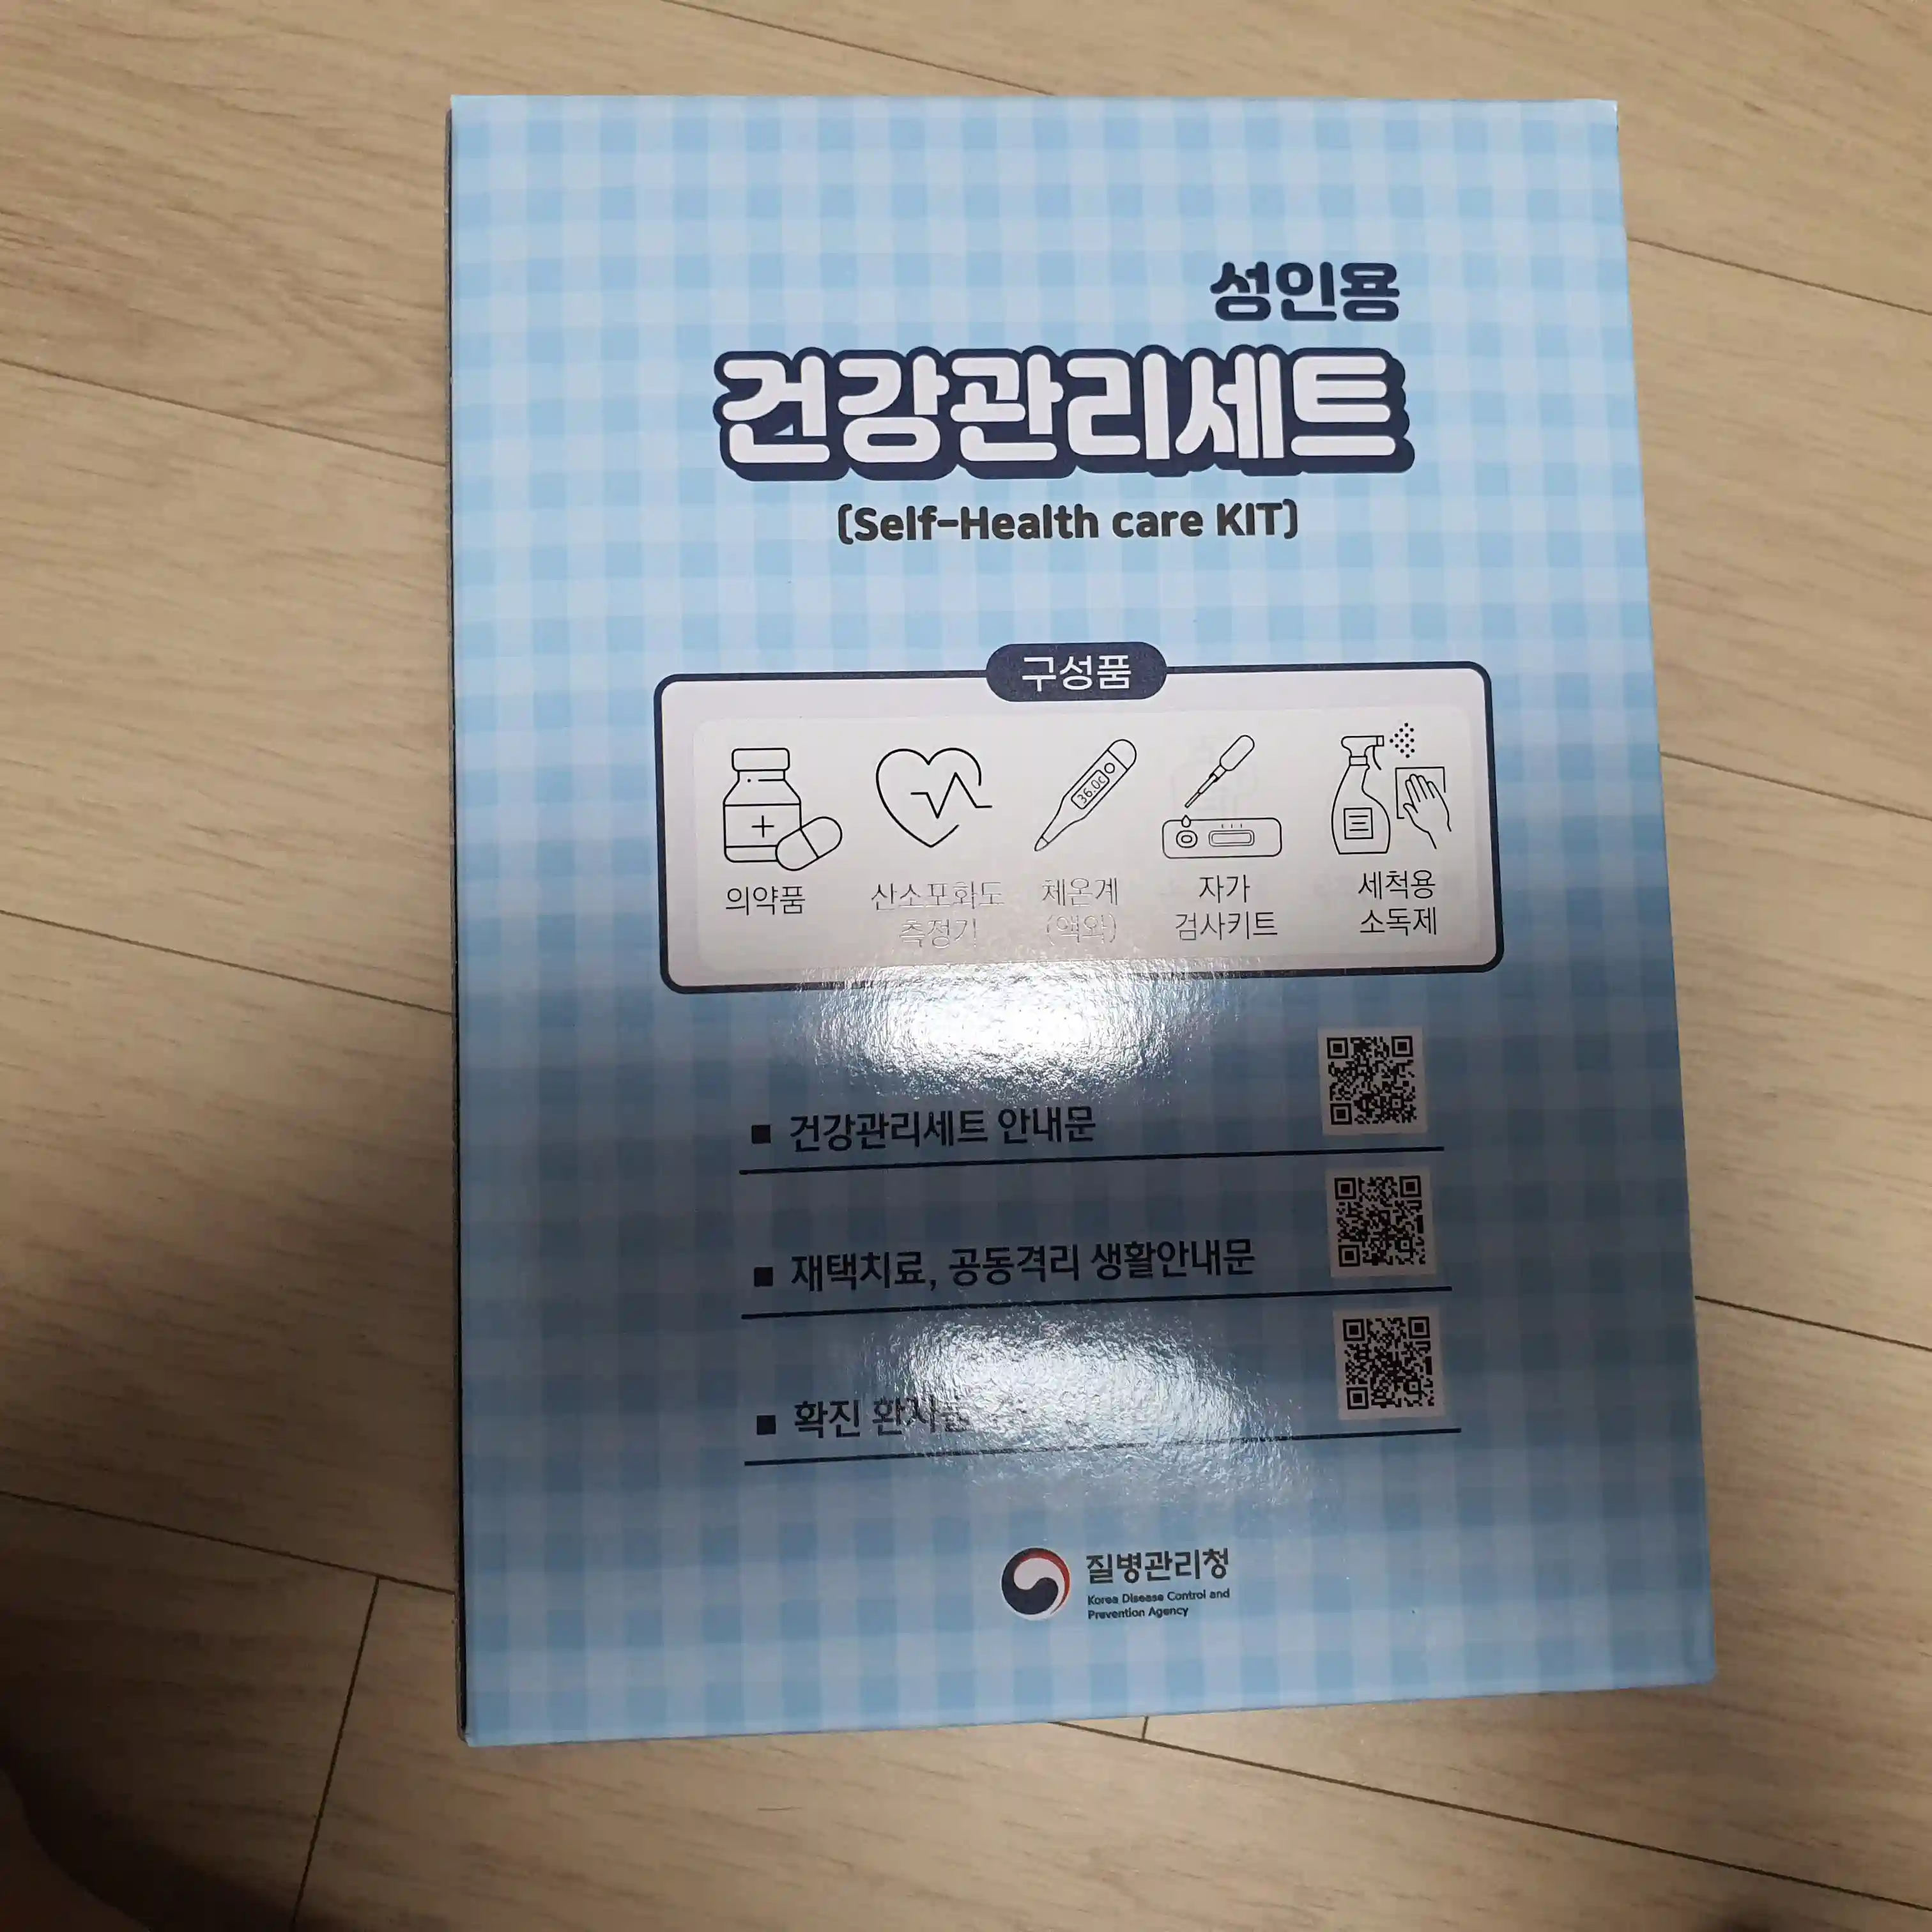 성인용
건강관리세트
(Self-Health care KIT)
구성품
36.0c
의약품
산소포화도
측정기
체온계
(액와)
자가
검사키트
세척용
소독제
■ 건강관리세트 안내문
■ 재택치료, 공동격리 생활안내문
■ 확진 환자를
질병관리청
Korea Disease Control and
Prevention Agency